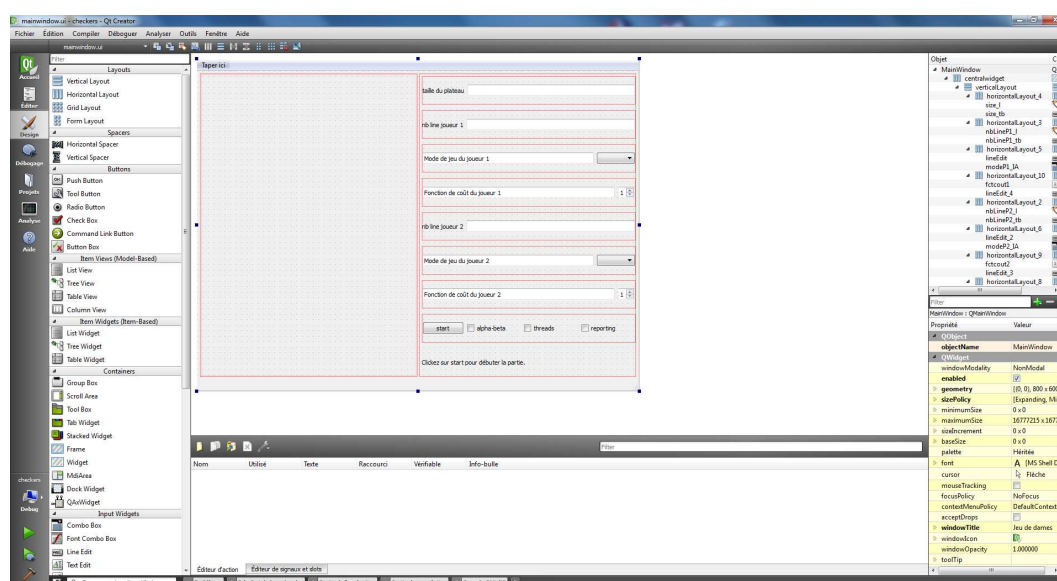 mainwindow.ui - checkers - Qt Creator
Fichier Édition Compiler Déboguer Analyser Outils Fenêtre Aide
mainwindow.ui
Accueil
Éditer
Design
Débogage
Projets
Analyse
Aide
checkers
Debug
Filter
Layouts
Vertical Layout
Horizontal Layout
Grid Layout
Form Layout
Spacers
Horizontal Spacer
Vertical Spacer
Buttons
Push Button
Tool Button
Radio Button
Check Box
Command Link Button
Button Box
Item Views (Model-Based)
List View
Tree View
Table View
Column View
Item Widgets (Item-Based)
List Widget
Tree Widget
Table Widget
Containers
Group Box
Scroll Area
Tool Box
Tab Widget
Stacked Widget
Frame
Widget
MdiArea
Dock Widget
QAxWidget
Input Widgets
Combo Box
Font Combo Box
Line Edit
Text Edit
Taper ici
taille du plateau
nb line joueur 1
Mode de jeu du joueur 1
Fonction de coût du joueur 1 1
nb line joueur 2
Mode de jeu du joueur 2
Fonction de coût du joueur 2 1
start alpha-beta threads reporting
Clickez sur start pour débuter la partie.
Filter
Nom Utilisé Texte Raccourci Vérifiable Info-bulle
Éditeur d'action Éditeur de signaux et slots
Objet
MainWindow
centralwidget
verticalLayout
horizontalLayout_4
size_l
size_tb
horizontalLayout_3
nbLineP1_l
nbLineP1_tb
horizontalLayout_5
lineEdit
modeP1_IA
horizontalLayout_10
fctcout1
lineEdit_4
horizontalLayout_2
nbLineP2_l
nbLineP2_tb
horizontalLayout_6
lineEdit_2
modeP2_IA
horizontalLayout_9
fctcout2
lineEdit_3
horizontalLayout_8
Filter
MainWindow : QMainWindow
Propriété Valeur
QObject
objectName MainWindow
QWidget
windowModality NonModal
enabled
geometry [(0, 0), 800 x 600
sizePolicy [Expanding, Mi
minimumSize 0 x 0
maximumSize 16777215 x 167
sizeIncrement 0 x 0
baseSize 0 x 0
palette Héritée
font A [MS Shell D
cursor Flèche
mouseTracking
focusPolicy NoFocus
contextMenuPolicy DefaultContext
acceptDrops
windowTitle Jeu de dames
windowIcon
windowOpacity 1.000000
toolTip